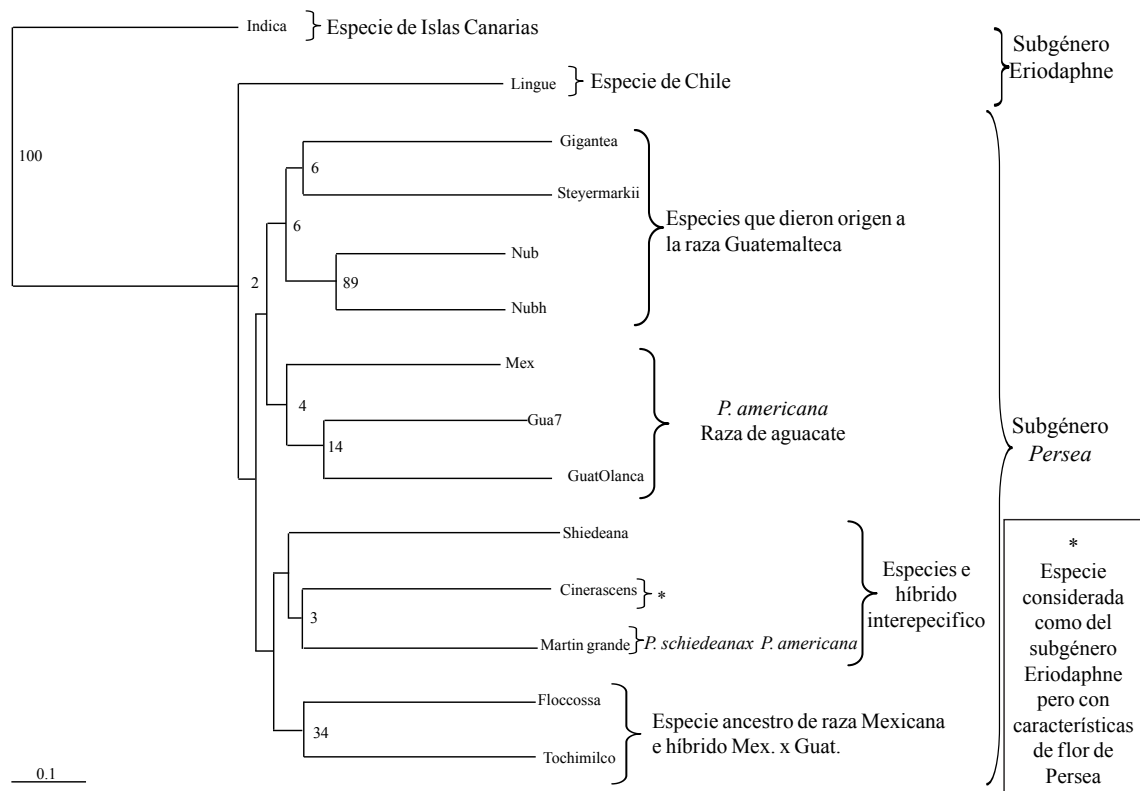 Indica
Especie de Islas Canarias
Subgénero
Eriodaphne
Lingue
Especie de Chile
100
Gigantea
6
Steyermarkii
6
Especies que dieron origen a
la raza Guatemalteca
Nub
2
89
Nubh
Mex
4
P. americana
Raza de aguacate
Gua7
14
GuatOlanca
Subgénero
Persea
Shiedeana
Cinerascens
*
3
Martin grande
P. schiedeanax P. americana
Especies e
híbrido
interepecifico
Floccossa
34
Especie ancestro de raza Mexicana
e híbrido Mex. x Guat.
Tochimilco
0.1
*
Especie
considerada
como del
subgénero
Eriodaphne
pero con
características
de flor de
Persea